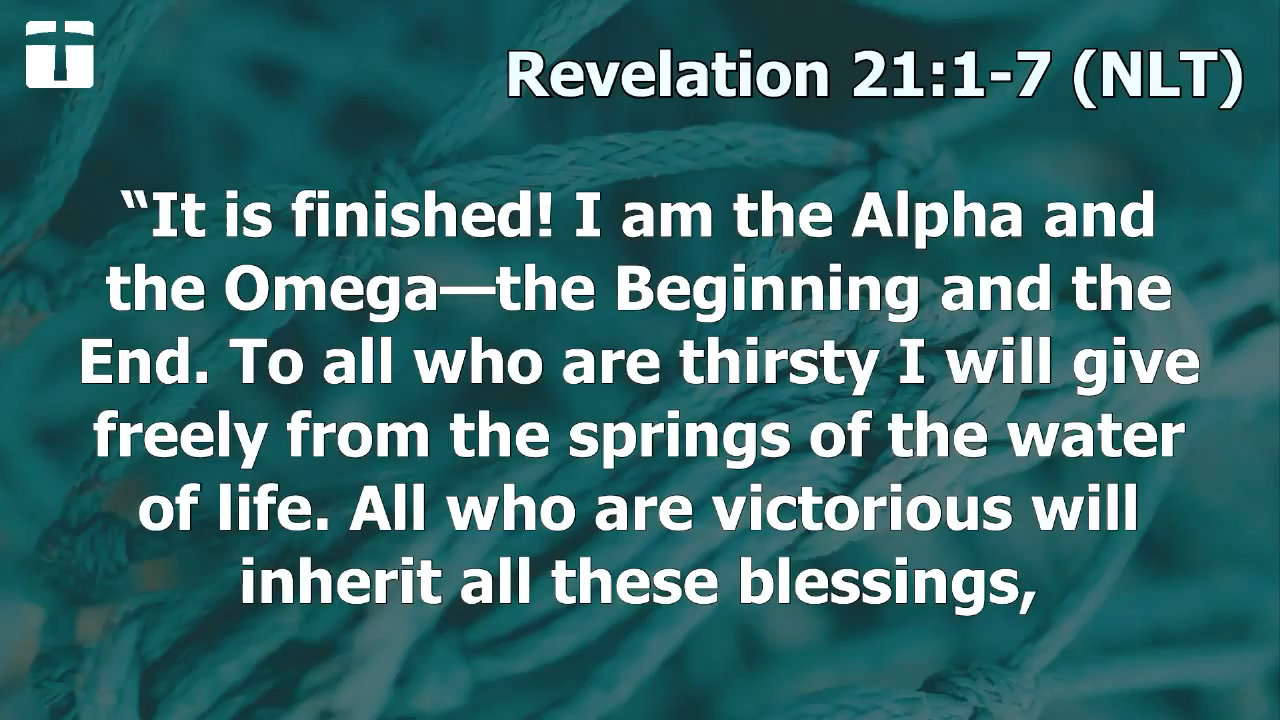 Revelation 21:1-7 (NLT)
“It is finished! I am the Alpha and
the Omega—the Beginning and the
End. To all who are thirsty I will give
freely from the springs of the water
of life. All who are victorious will
inherit all these blessings,